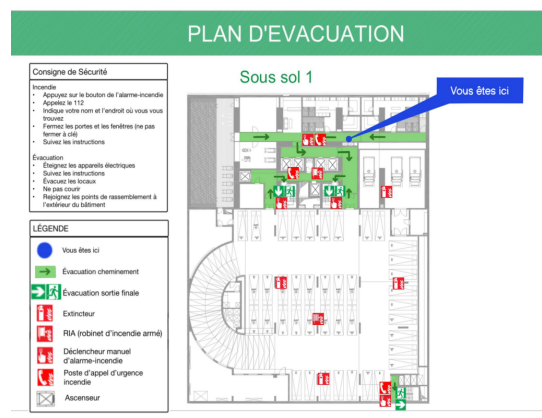 PLAN D'EVACUATION
Consigne de Sécurité
Incendie
• Appuyez sur le bouton de l'alarme-incendie
• Appelez le 112
• Indique votre nom et l'endroit où vous vous
trouvez
• Fermez les portes et les fenêtres (ne pas
fermer à clé)
• Suivez les instructions
Évacuation
• Éteignez les appareils électriques
• Suivez les instructions
• Évacuez les locaux
• Ne pas courir
• Rejoignez les points de rassemblement à
l'extérieur du bâtiment
Sous sol 1
Vous êtes ici
LÉGENDE
Vous êtes ici
Évacuation cheminement
Évacuation sortie finale
Extincteur
RIA (robinet d'incendie armé)
Déclencheur manuel
d'alarme-incendie
Poste d'appel d'urgence
incendie
Ascenseur